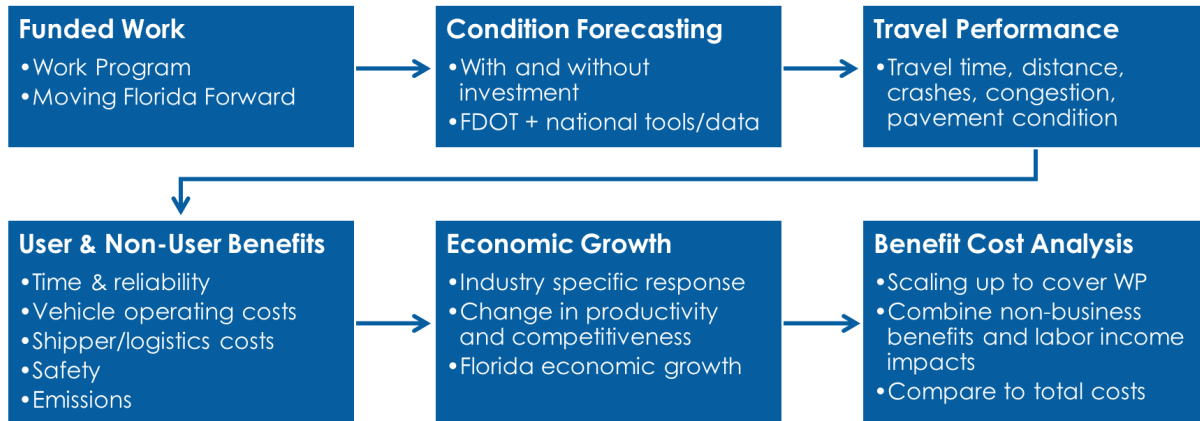 Funded Work
•Work Program
•Moving Florida Forward
Condition Forecasting
•With and without
investment
•FDOT + national tools/data
Travel Performance
•Travel time, distance,
crashes, congestion,
pavement condition
User & Non-User Benefits
•Time & reliability
•Vehicle operating costs
•Shipper/logistics costs
•Safety
•Emissions
Economic Growth
•Industry specific response
•Change in productivity
and competitiveness
•Florida economic growth
Benefit Cost Analysis
•Scaling up to cover WP
•Combine non-business
benefits and labor income
impacts
•Compare to total costs